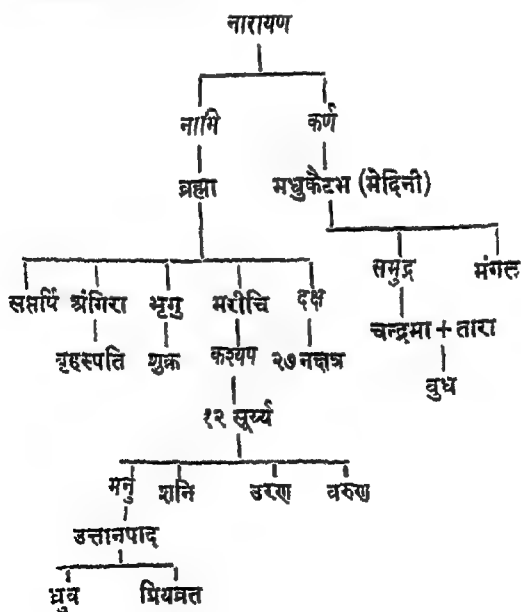 नारायण
नाभि कर्ण
ब्रह्मा मधुकैटभ (मेदिनी)
समुद्र मंगल
सप्तर्षि श्रंगिरा भृगु मरीचि दक्ष
चन्द्रमा + तारा
बृहस्पति शुक्र कश्यप २७ नक्षत्र
बुध
१२ सूर्य्य
मनु शनि उरण वरुण
उत्तानपाद
ध्रुव प्रियव्रत